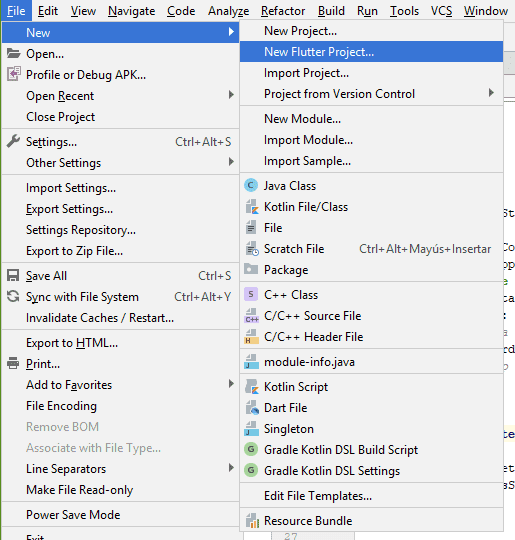 File Edit View Navigate Code Analyze Refactor Build Run Tools VCS Window
New
Open...
Profile or Debug APK...
Open Recent
Close Project
Settings... Ctrl+Alt+S
Other Settings
Import Settings...
Export Settings...
Settings Repository...
Export to Zip File...
Save All Ctrl+S
Sync with File System Ctrl+Alt+Y
Invalidate Caches / Restart...
Export to HTML...
Print...
Add to Favorites
File Encoding
Remove BOM
Associate with File Type...
Line Separators
Make File Read-only
Power Save Mode
Exit
New Project...
New Flutter Project...
Import Project...
Project from Version Control
New Module...
Import Module...
Import Sample...
Java Class
Kotlin File/Class
File
Scratch File Ctrl+Alt+Mayús+Insertar
Package
C++ Class
C/C++ Source File
C/C++ Header File
module-info.java
Kotlin Script
Dart File
Singleton
Gradle Kotlin DSL Build Script
Gradle Kotlin DSL Settings
Edit File Templates...
Resource Bundle
27